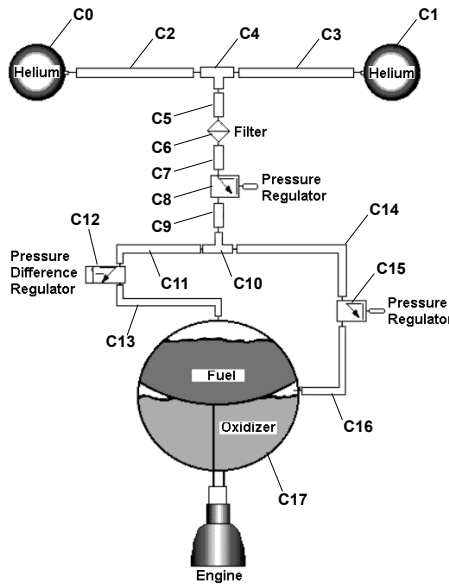 C0
C2
C4
C3
C1
Helium
Helium
C5
C6
Filter
C7
C8
Pressure
Regulator
C9
C12
C14
Pressure
Difference
Regulator
C11
C10
C15
Pressure
Regulator
C13
Fuel
C16
Oxidizer
C17
Engine